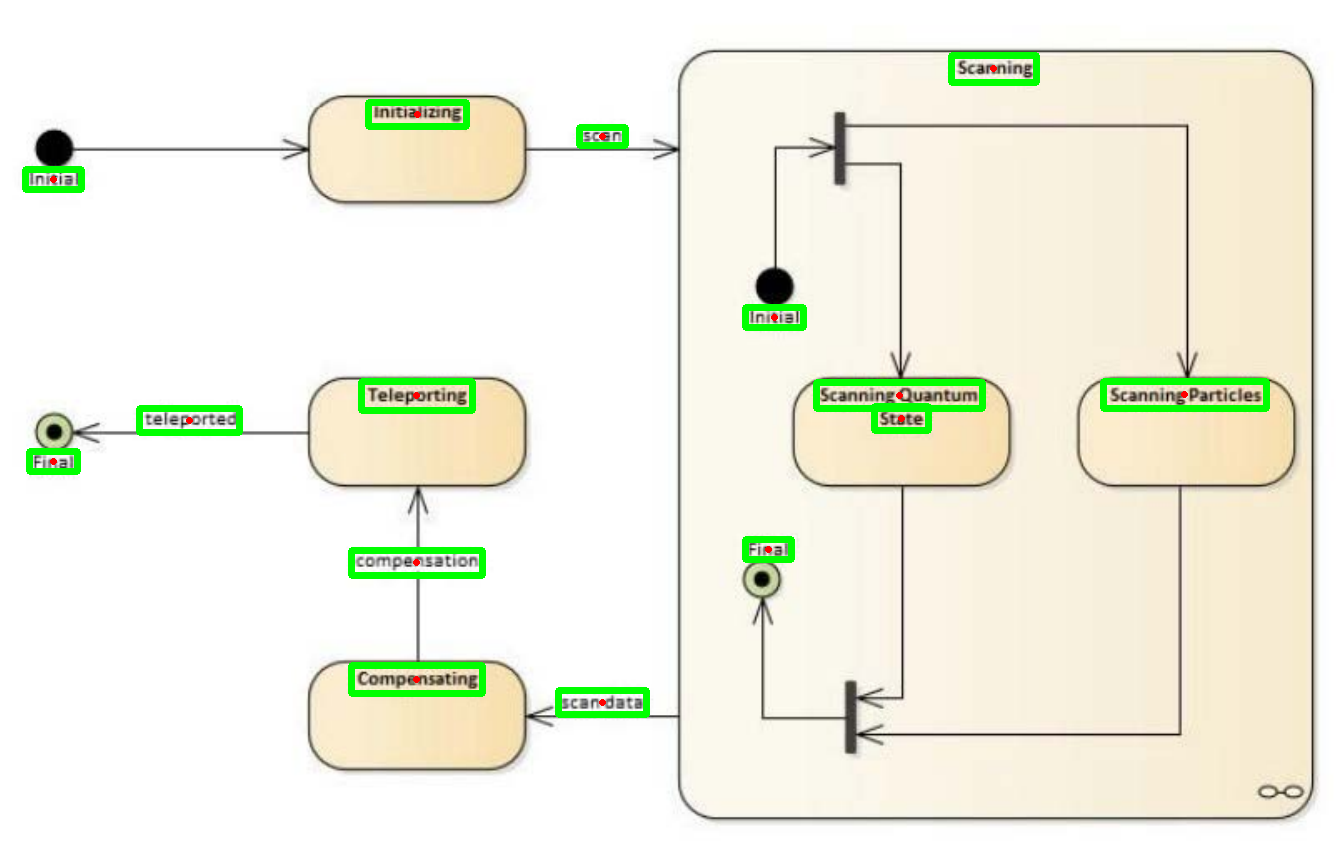 Scanning
Initializing
scan
Initial
Initial
Teleporting
Scanning Quantum
State
Scanning Particles
teleported
Final
Final
compensation
Compensating
scan data